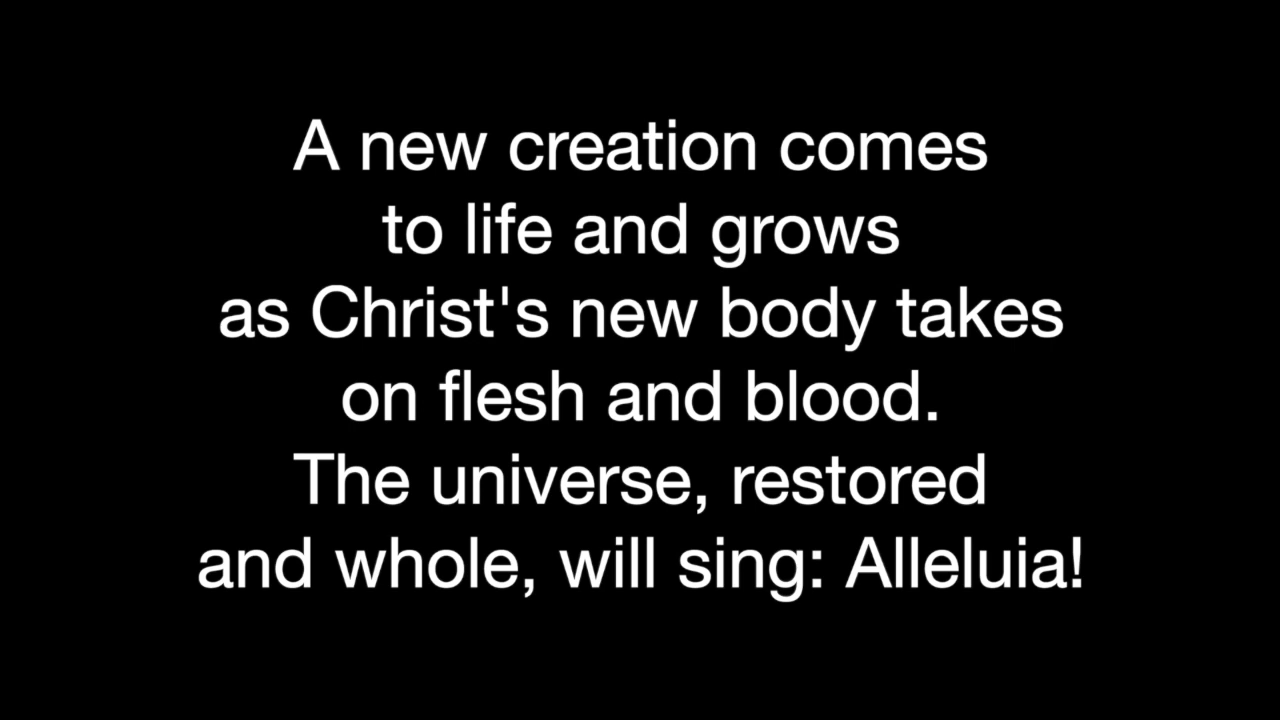 A new creation comes
to life and grows
as Christ's new body takes
on flesh and blood.
The universe, restored
and whole, will sing: Alleluia!